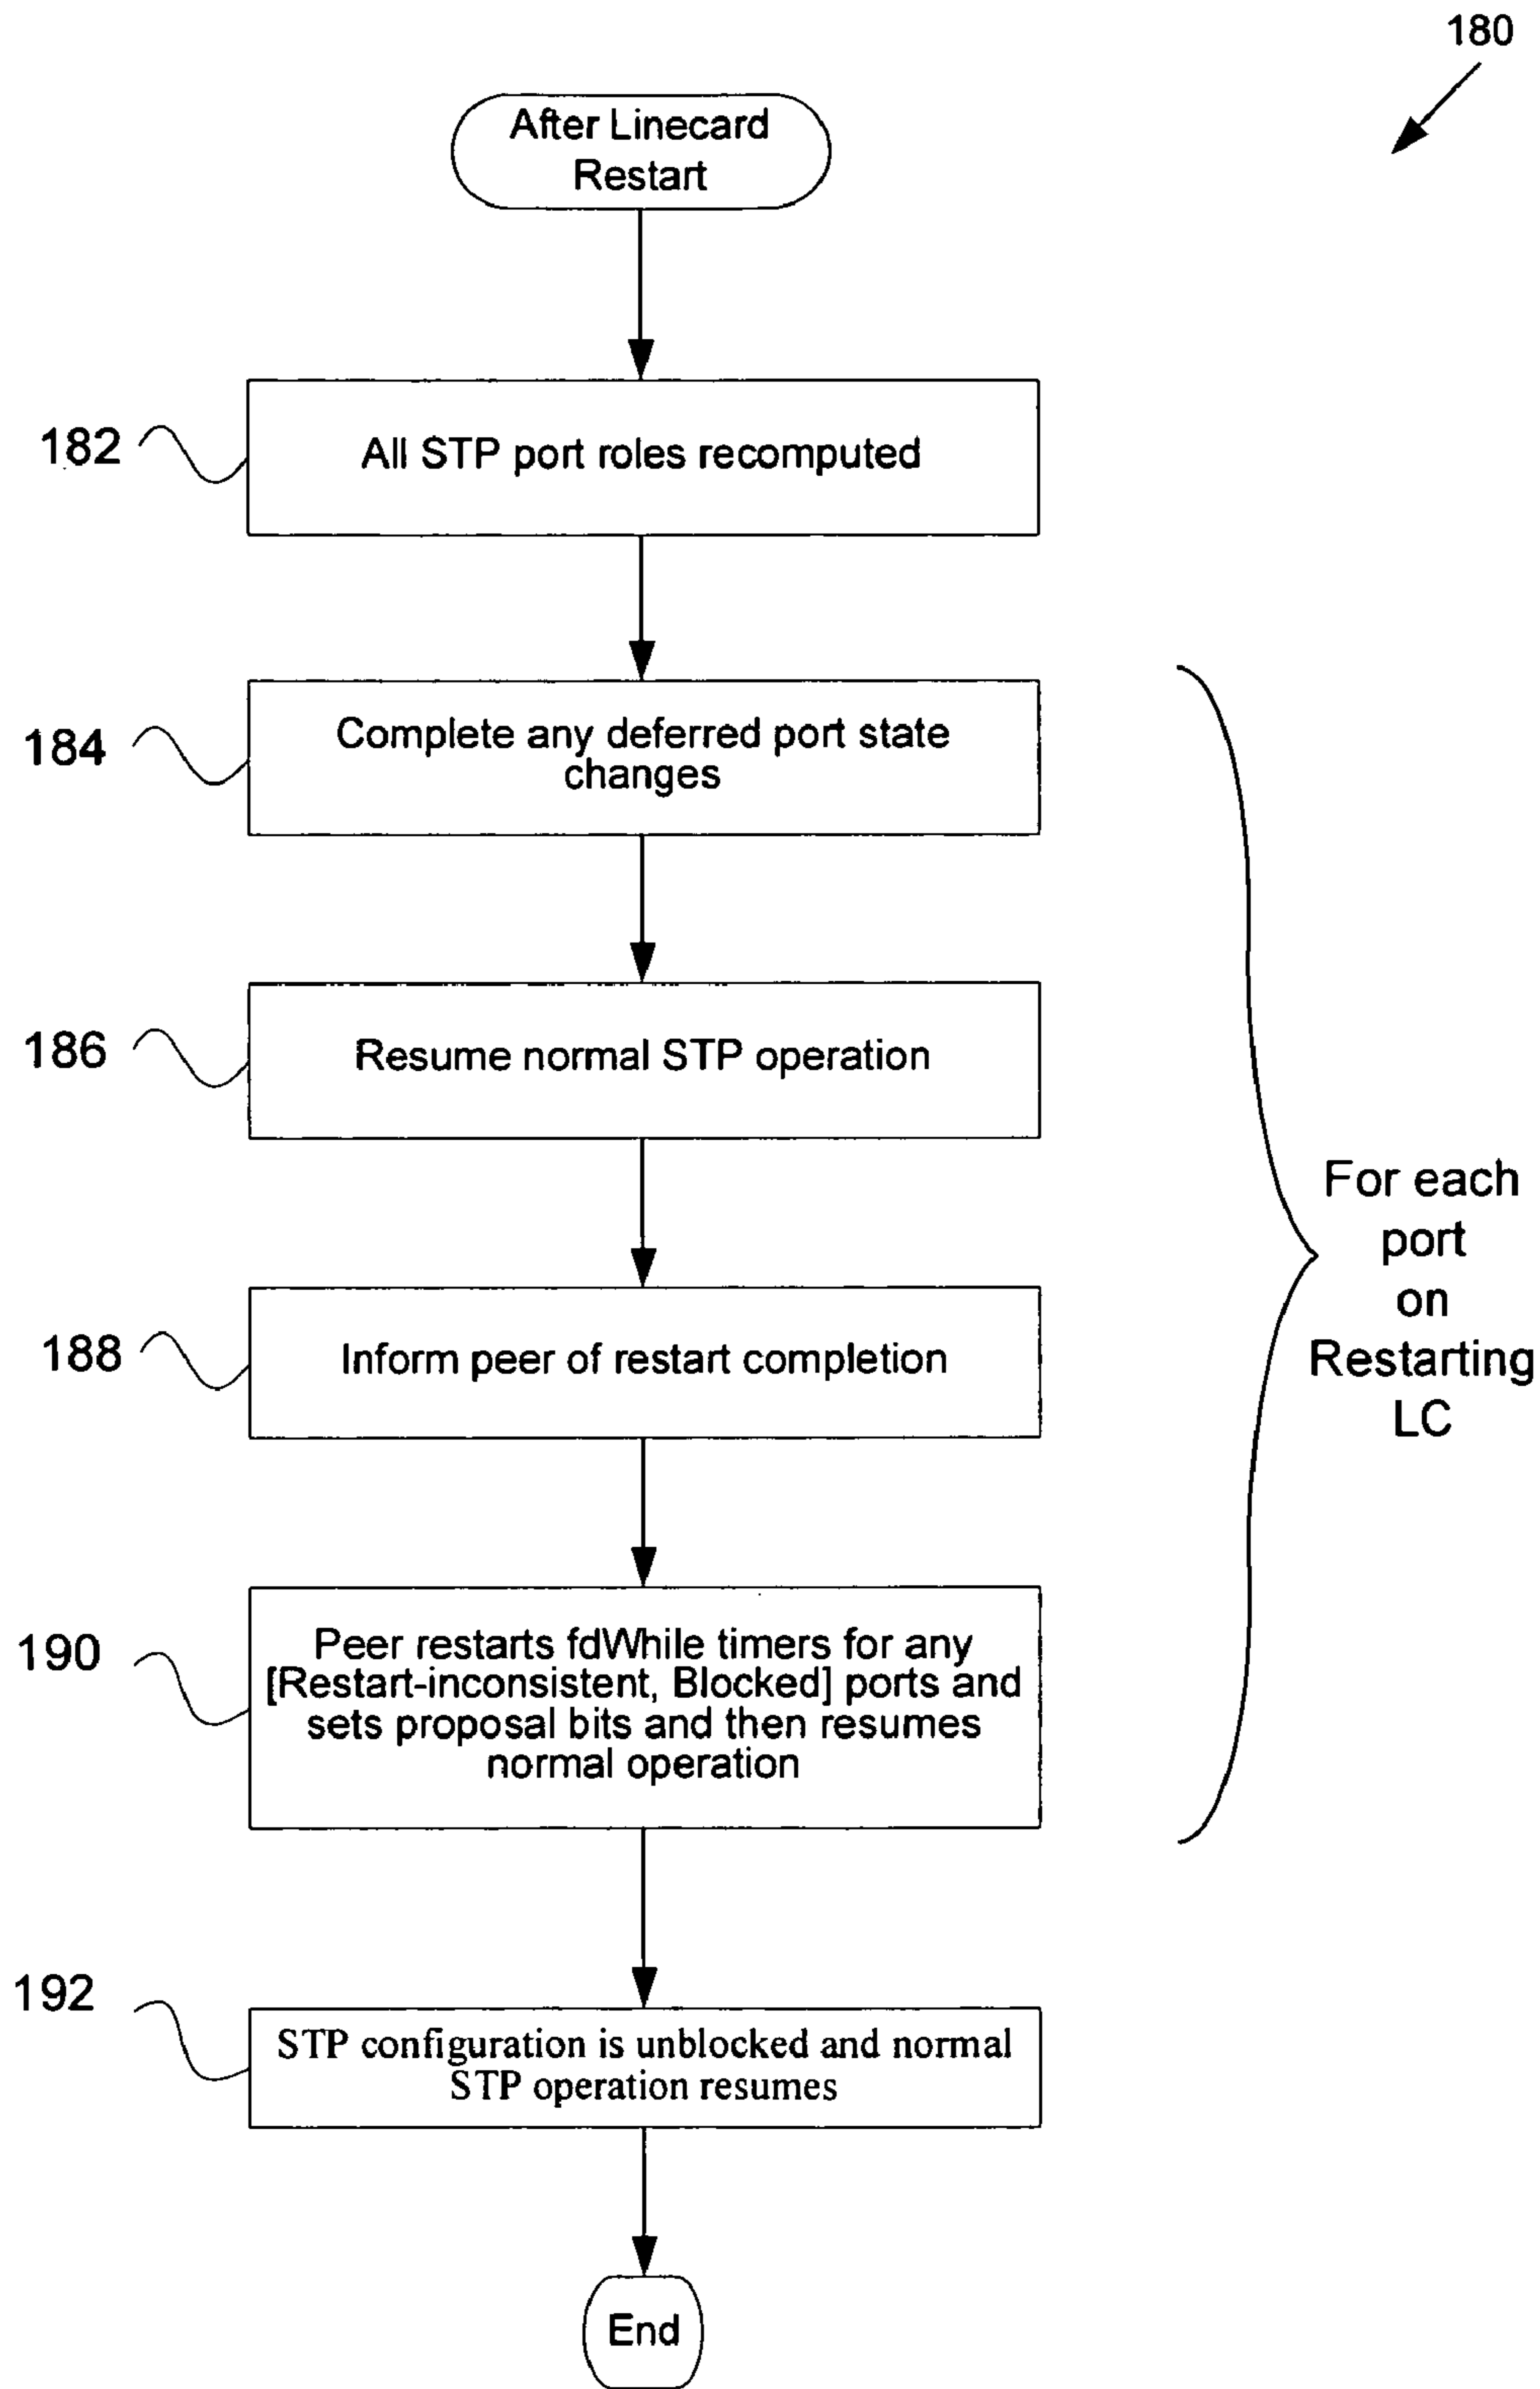 180
After Linecard
Restart
182
All STP port roles recomputed
184
Complete any deferred port state
changes
186
Resume normal STP operation
188
Inform peer of restart completion
190
Peer restarts fdWhile timers for any
[Restart-inconsistent, Blocked] ports and
sets proposal bits and then resumes
normal operation
For each
port
on
Restarting
LC
192
STP configuration is unblocked and normal
STP operation resumes
End